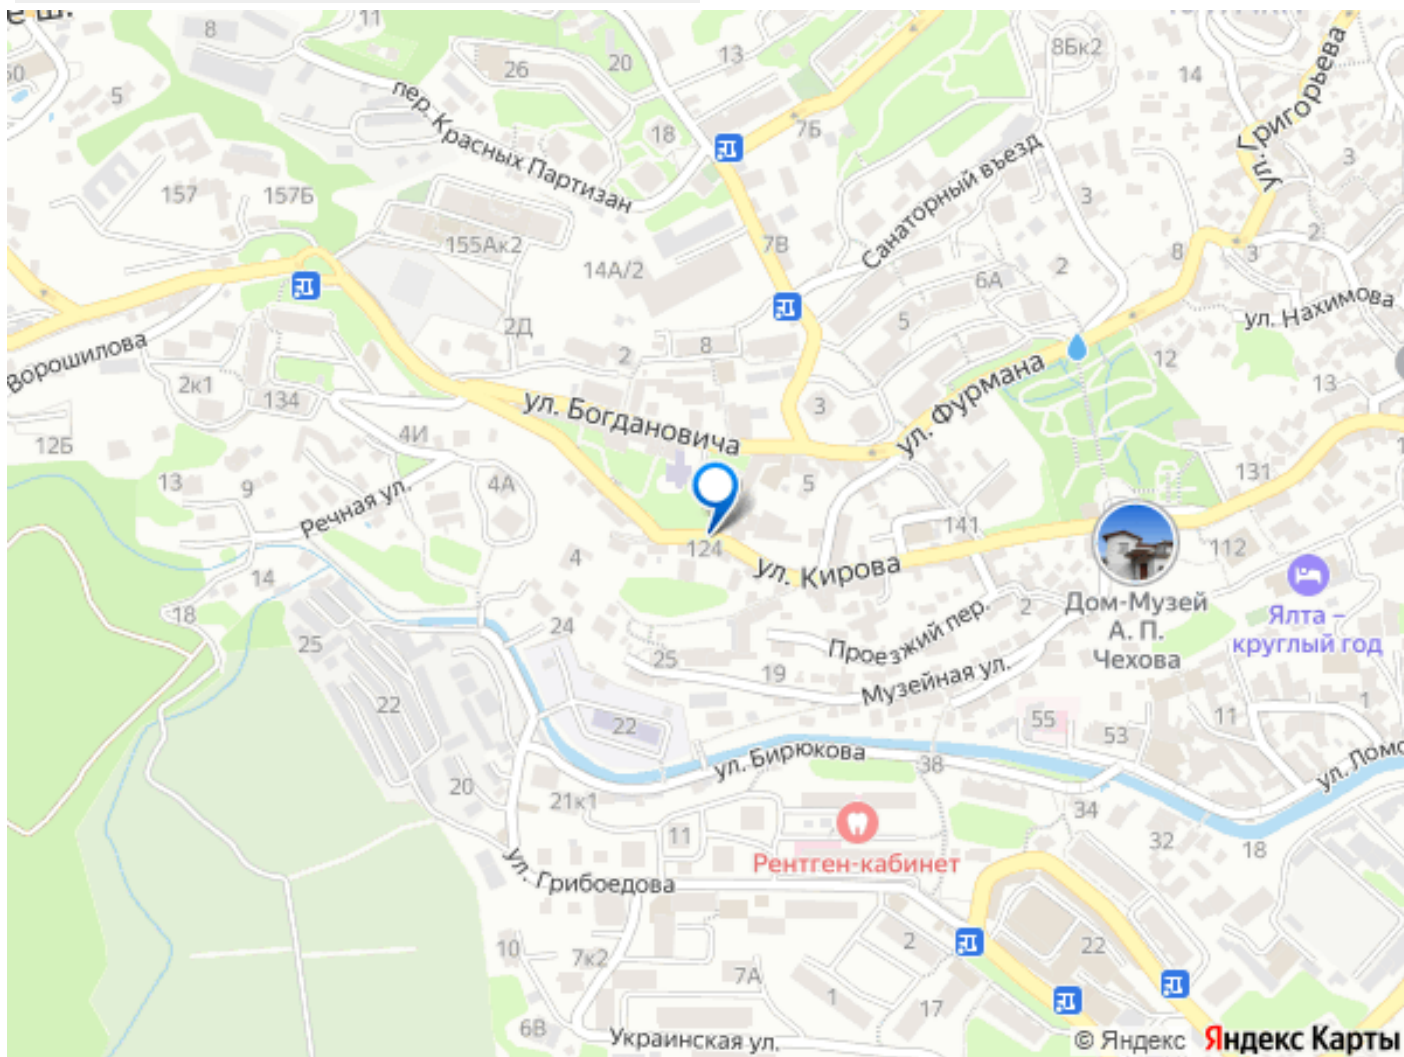 11
8
13
8Бк2
14
26
20
50
5
пер. Красных Партизан
18
7Б
ул. Григорьева
3
157
157Б
155Ак2
14А/2
7В
Санаторный въезд
3
2
8
3
2
6А
5
ул. Нахимова
2Д
2
8
ул. Фурмана
12
13
Ворошилова
2к1
134
12Б
4И
ул. Богдановича
3
5
131
13
9
Речная ул.
4А
141
112
124
4
ул. Кирова
14
18
25
24
25
19
Проезжий пер.
2
Музейная ул.
Дом-Музей
А. П.
Чехова
Ялта –
круглый год
22
22
ул. Бирюкова
38
55
53
11
1
ул. Ломо
20
21к1
11
34
32
18
Рентген-кабинет
ул. Грибоедова
10
7к2
7А
2
1
17
22
6В
Украинская ул.
© Яндекс Яндекс Карты